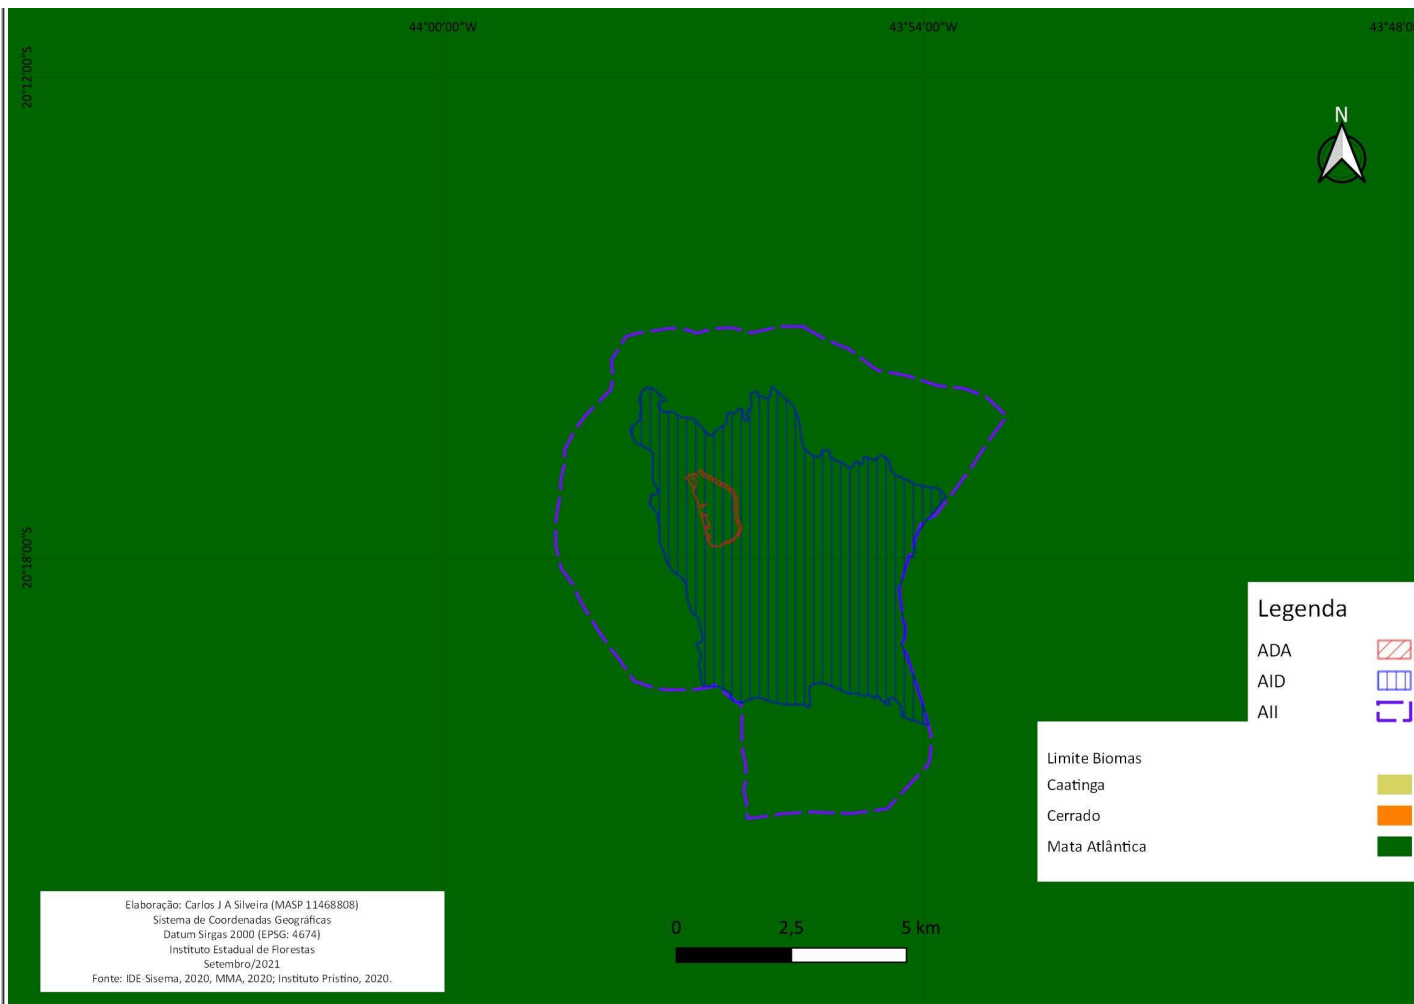 44°00'00"W
43°54'00"W
43°48'0
20°12'00"S
N
20°18'00"S
Legenda
ADA
AID
AII
Limite Biomas
Caatinga
Cerrado
Mata Atlântica
Elaboração: Carlos J A Silveira (MASP 11468808)
Sistema de Coordenadas Geográficas
Datum Sirgas 2000 (EPSG: 4674)
Instituto Estadual de Florestas
Setembro/2021
Fonte: IDE-Sisema, 2020, MMA, 2020; Instituto Prístino, 2020.
0 2,5 5 km